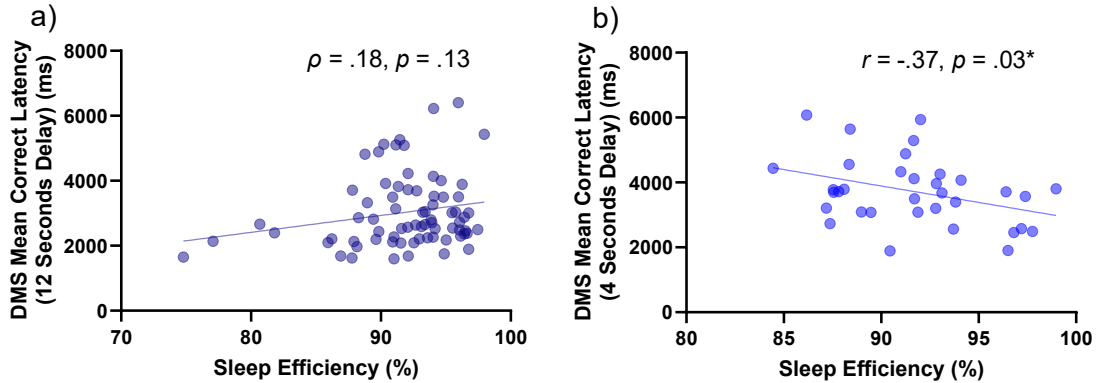 a)
ρ = .18, p = .13
DMS Mean Correct Latency
(12 Seconds Delay) (ms)
8000
6000
4000
2000
0
70
80
90
100
Sleep Efficiency (%)
b)
r = -.37, p = .03*
DMS Mean Correct Latency
(4 Seconds Delay) (ms)
8000
6000
4000
2000
0
80
85
90
95
100
Sleep Efficiency (%)